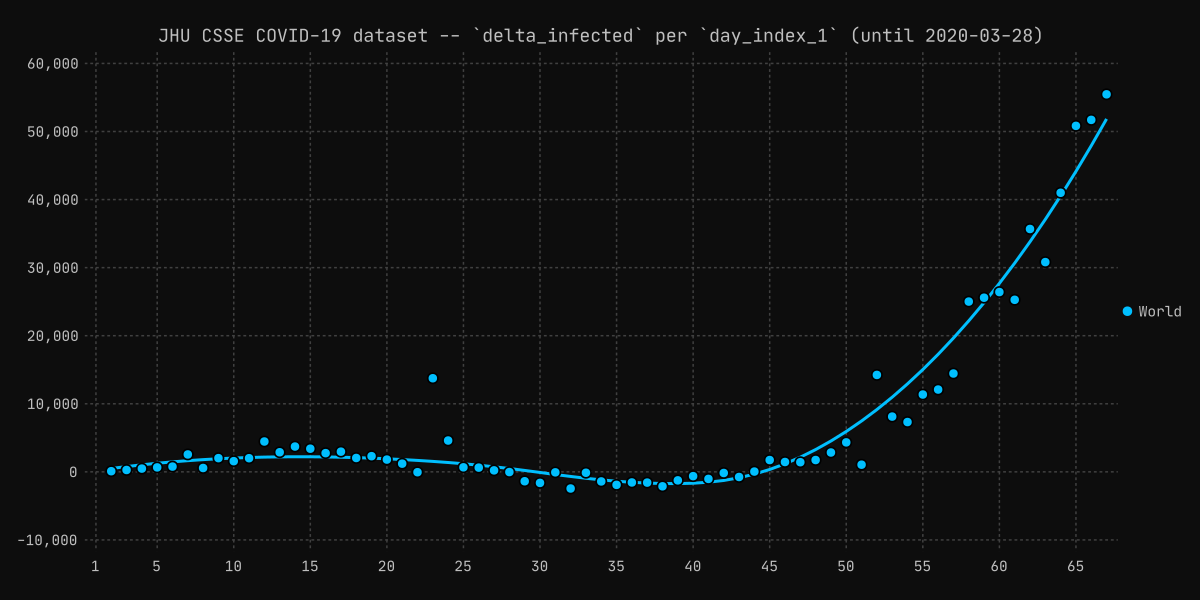 JHU CSSE COVID-19 dataset -- `delta_infected` per `day_index_1` (until 2020-03-28)
60,000
50,000
40,000
30,000
20,000
10,000
0
-10,000
1 5 10 15 20 25 30 35 40 45 50 55 60 65
World